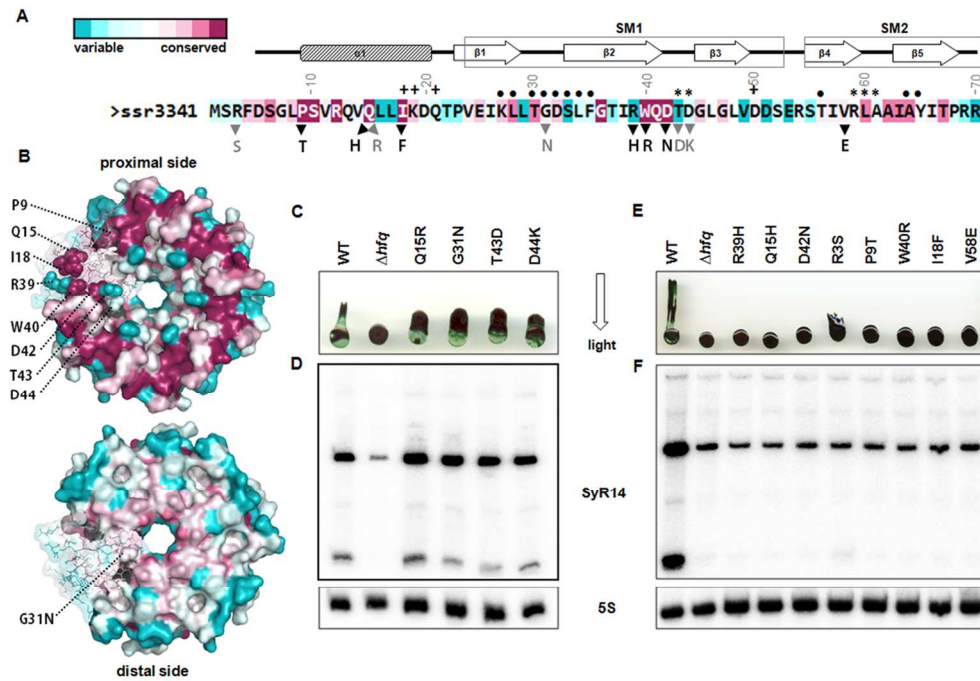 A
variable conserved
SM1 SM2
α1 β1 β2 β3 β4 β5
-10 -20 -30 -40 -50 -60 -70
++ + •• •••••• ** + • **** ••
>ssr3341 MSRFDSGLPSVRQVQLLIKDQTPVEIKLLTGDSLFGTIRWQDTDGLVDDSERSTIVRLAAIAYITPRR
S T H R F N H R N D K E
B
proximal side
P9
Q15
I18
R39
W40
D42
T43
D44
G31N
distal side
C
WT Δhfq Q15R G31N T43D D44K
light
D
SyR14
5S
E
WT Δhfq R39H Q15H D42N R3S P9T W40R I18F V58E
F